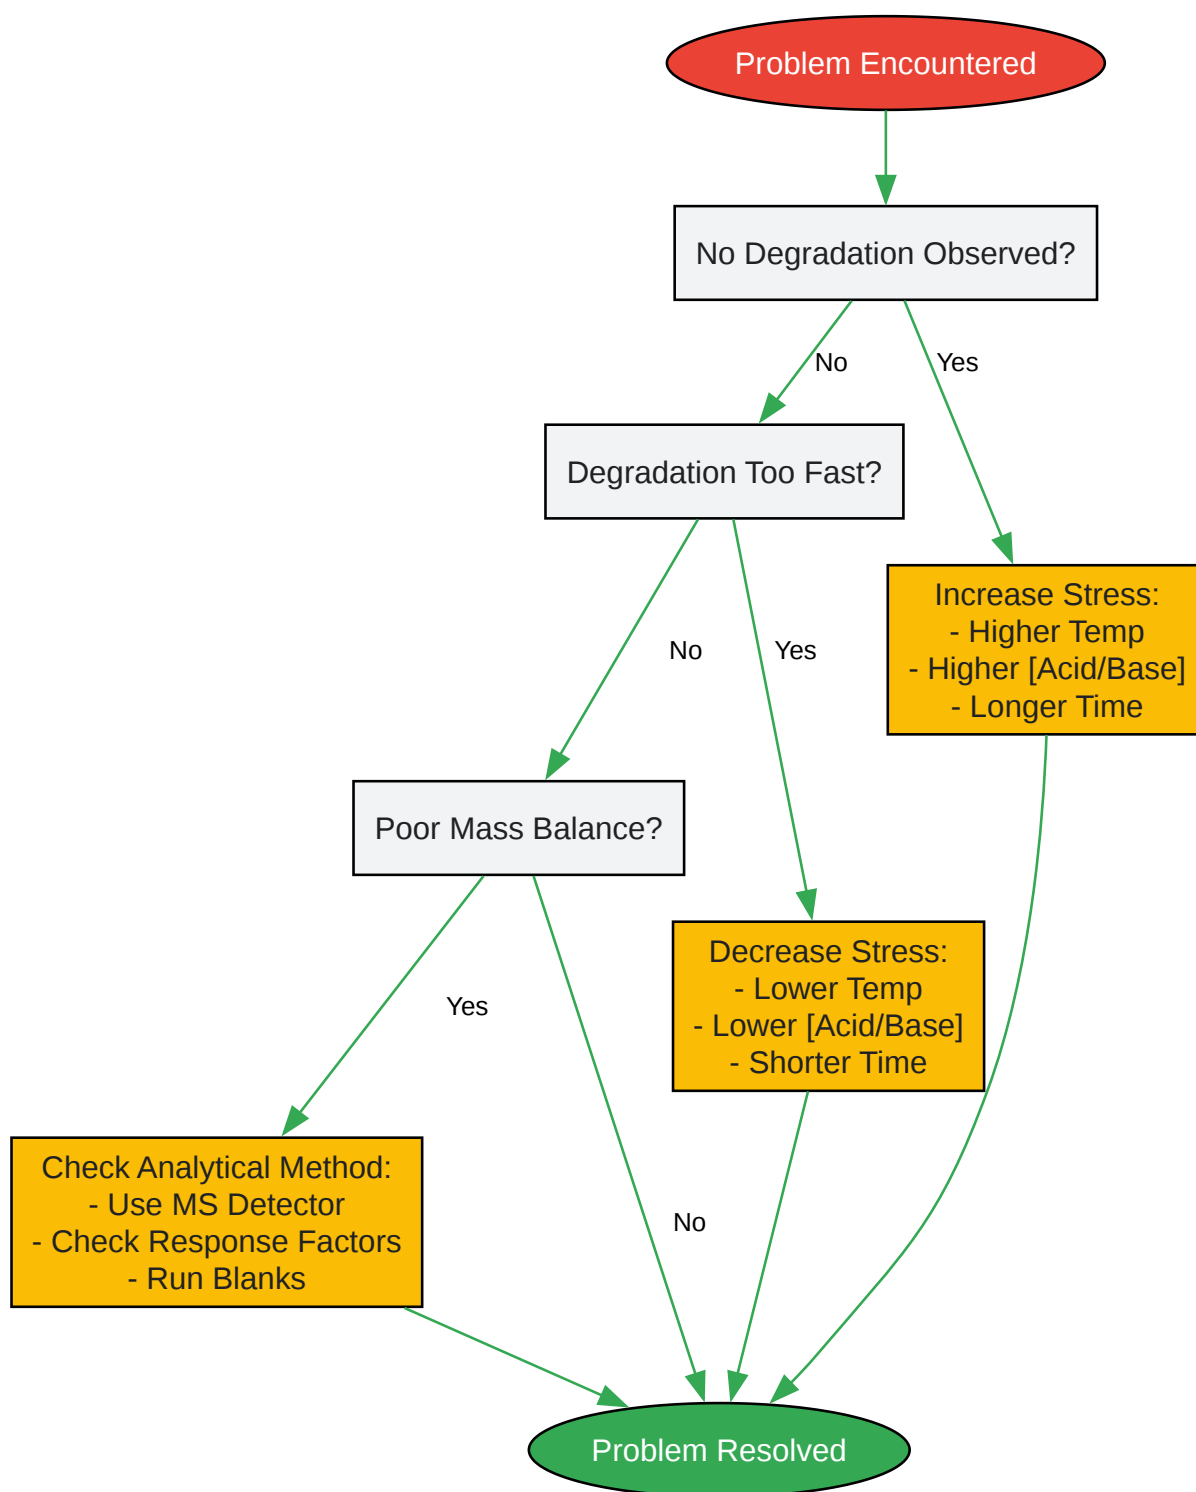 Problem Encountered
No Degradation Observed?
No
Yes
Degradation Too Fast?
Increase Stress:
- Higher Temp
- Higher [Acid/Base]
- Longer Time
No
Yes
Poor Mass Balance?
Decrease Stress:
- Lower Temp
- Lower [Acid/Base]
- Shorter Time
Yes
Check Analytical Method:
- Use MS Detector
- Check Response Factors
- Run Blanks
No
Problem Resolved